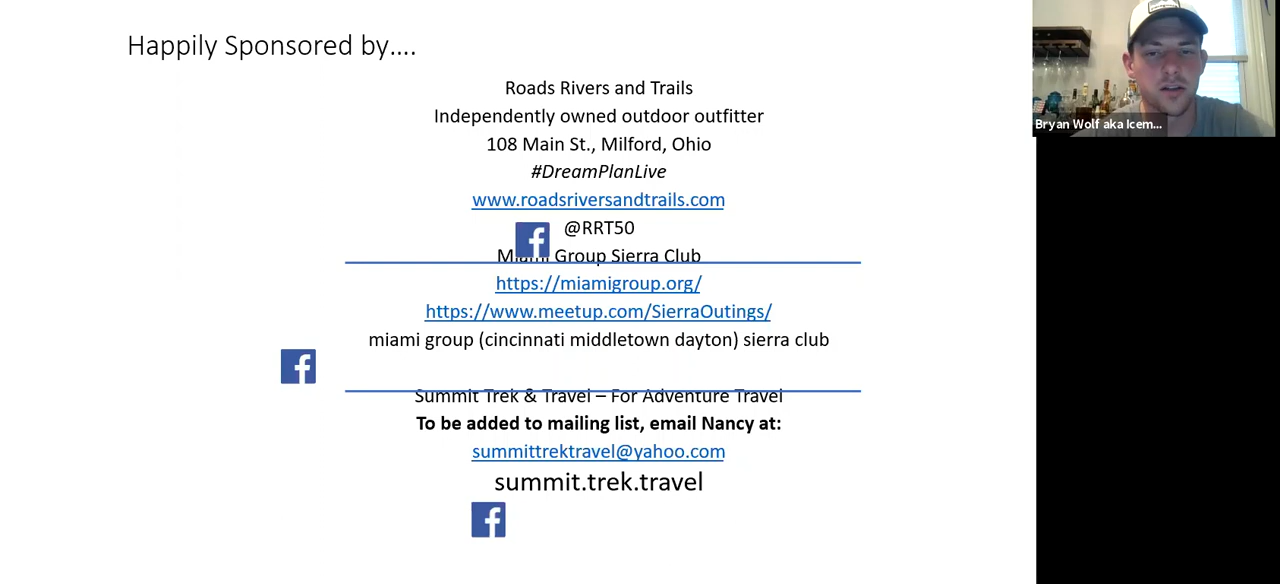 Happily Sponsored by....
Roads Rivers and Trails
Independently owned outdoor outfitter
108 Main St., Milford, Ohio
#DreamPlanLive
www.roadsriversandtrails.com
@RRT50
Miami Group Sierra Club
https://miamigroup.org/
https://www.meetup.com/SierraOutings/
miami group (cincinnati middletown dayton) sierra club
Summit Trek & Travel – For Adventure Travel
To be added to mailing list, email Nancy at:
summittrektravel@yahoo.com
summit.trek.travel
Bryan Wolf aka Icem...